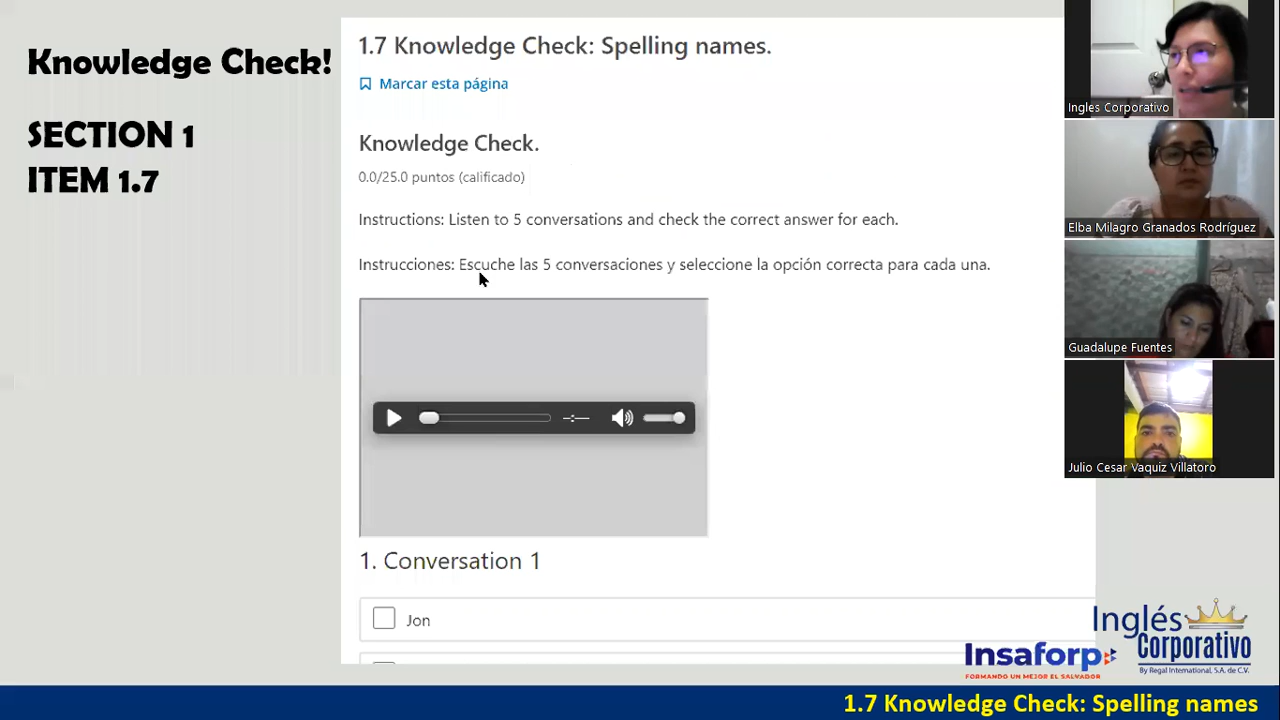 Knowledge Check!
SECTION 1
ITEM 1.7
1.7 Knowledge Check: Spelling names.
Marcar esta página
Knowledge Check.
0.0/25.0 puntos (calificado)
Instructions: Listen to 5 conversations and check the correct answer for each.
Instrucciones: Escuche las 5 conversaciones y seleccione la opción correcta para cada una.
-:--
1. Conversation 1
Jon
Ingles Corporativo
Elba Milagro Granados Rodríguez
Guadalupe Fuentes
Julio Cesar Vaquiz Villatoro
Insaforp
FORMANDO UN MEJOR EL SALVADOR
Inglés
Corporativo
By Regal International, S.A. de C.V.
1.7 Knowledge Check: Spelling names